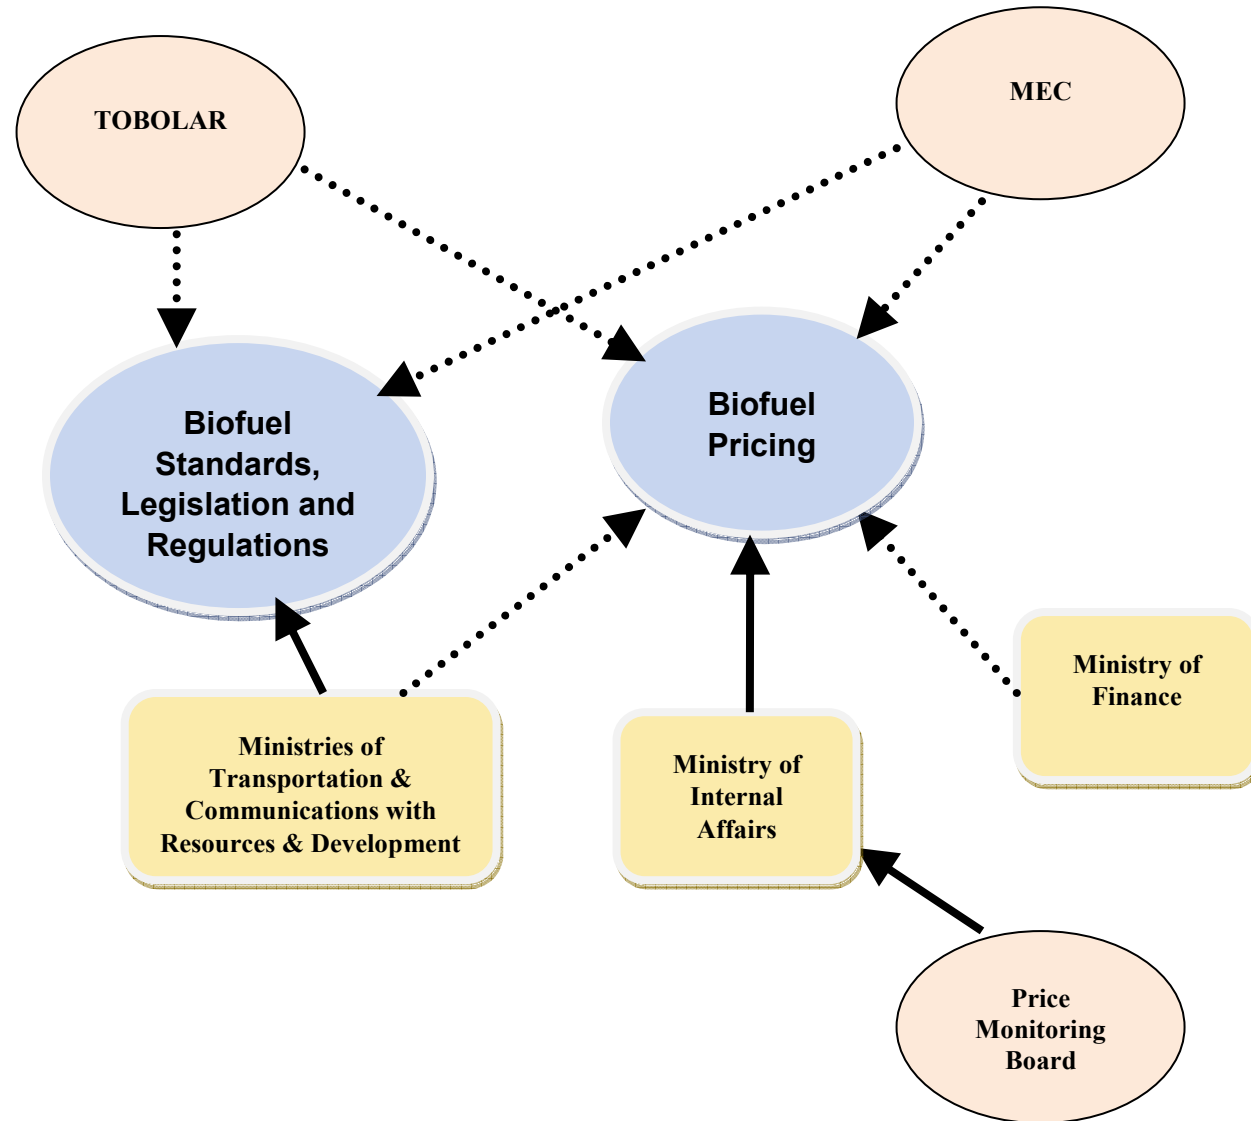 TOBOLAR
MEC
Biofuel
Standards,
Legislation and
Regulations
Biofuel
Pricing
Ministries of
Transportation &
Communications with
Resources & Development
Ministry of
Internal
Affairs
Ministry of
Finance
Price
Monitoring
Board